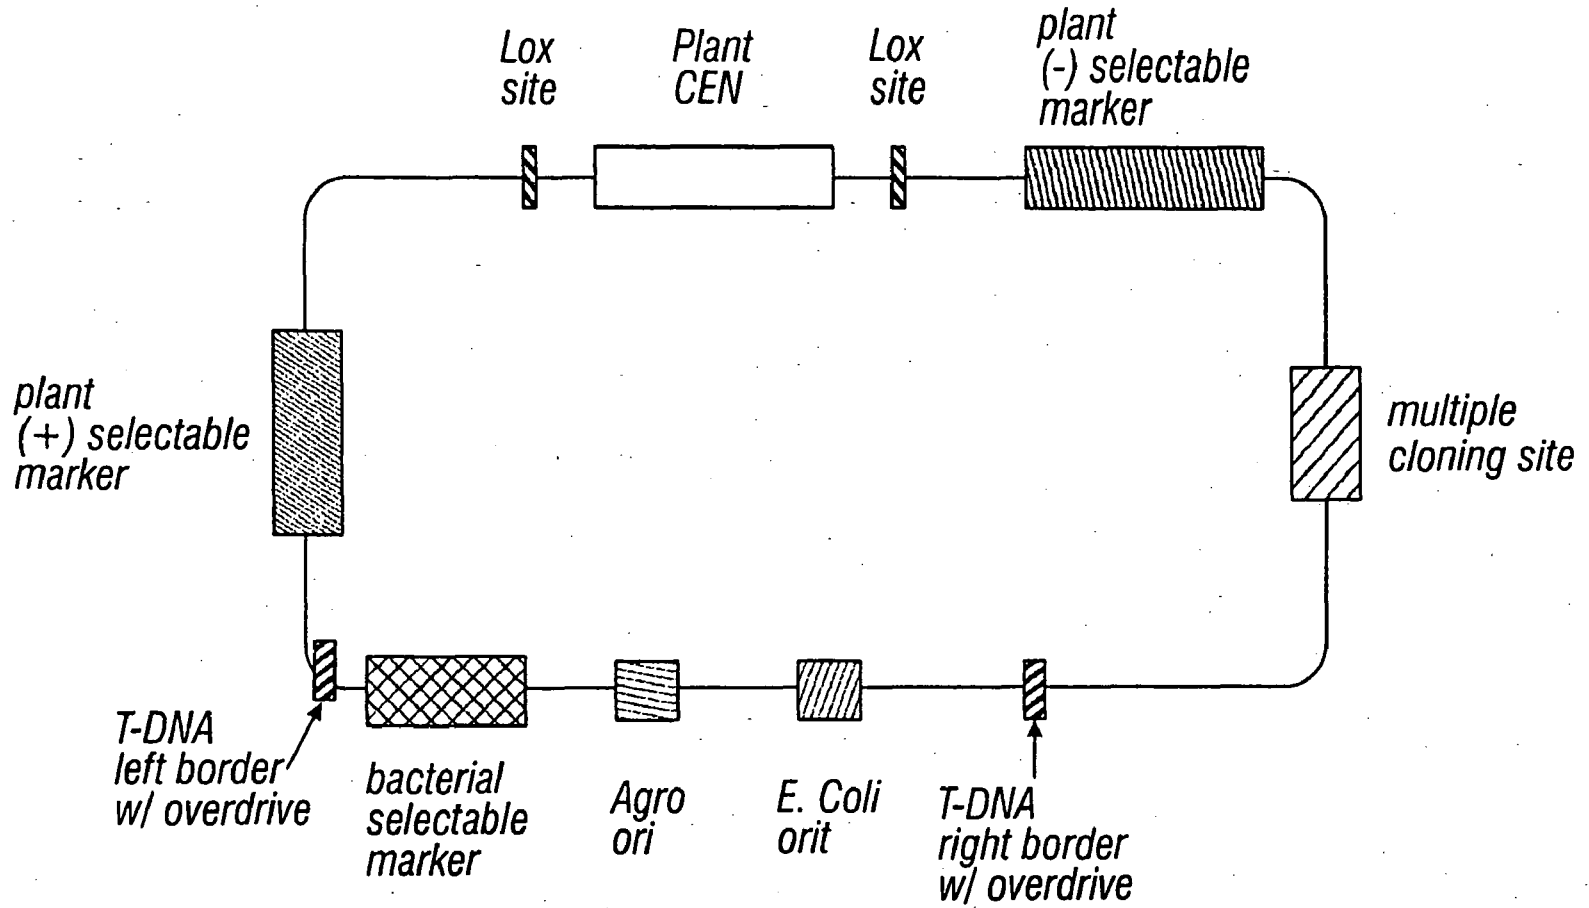 Lox
site
Plant
CEN
Lox
site
plant
(-) selectable
marker
plant
(+) selectable
marker
multiple
cloning site
T-DNA
left border
w/ overdrive
bacterial
selectable
marker
Agro
ori
E. Coli
orit
T-DNA
right border
w/ overdrive